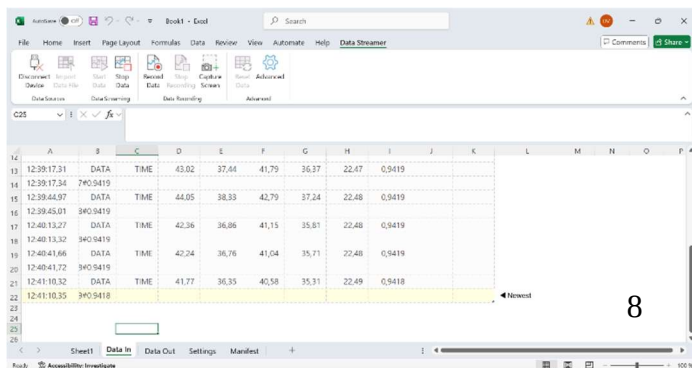 AutoSave Off Book1 - Excel Search
File Home Insert Page Layout Formulas Data Review View Automate Help Data Streamer Comments Share
Disconnect Device Import Data File Start Data Stop Data Record Data Stop Recording Capture Screen Reset Data Advanced
Data Sources Data Streaming Data Recording Advanced
C25 fx
A B C D E F G H I J K L M N O P
12
13 12:39:17,31 DATA TIME 43,02 37,44 41,79 36,37 22,47 0,9419
14 12:39:17,34 7#0.9419
15 12:39:44,97 DATA TIME 44,05 38,33 42,79 37,24 22,48 0,9419
16 12:39:45,01 8#0.9419
17 12:40:13,27 DATA TIME 42,36 36,86 41,15 35,81 22,48 0,9419
18 12:40:13,32 8#0.9419
19 12:40:41,66 DATA TIME 42,24 36,76 41,04 35,71 22,48 0,9419
20 12:40:41,72 8#0.9419
21 12:41:10,32 DATA TIME 41,77 36,35 40,58 35,31 22,49 0,9418
22 12:41:10,35 9#0.9418 Newest
23
24
25
26
8
Sheet1 Data In Data Out Settings Manifest +
Ready Accessibility: Investigate 100%